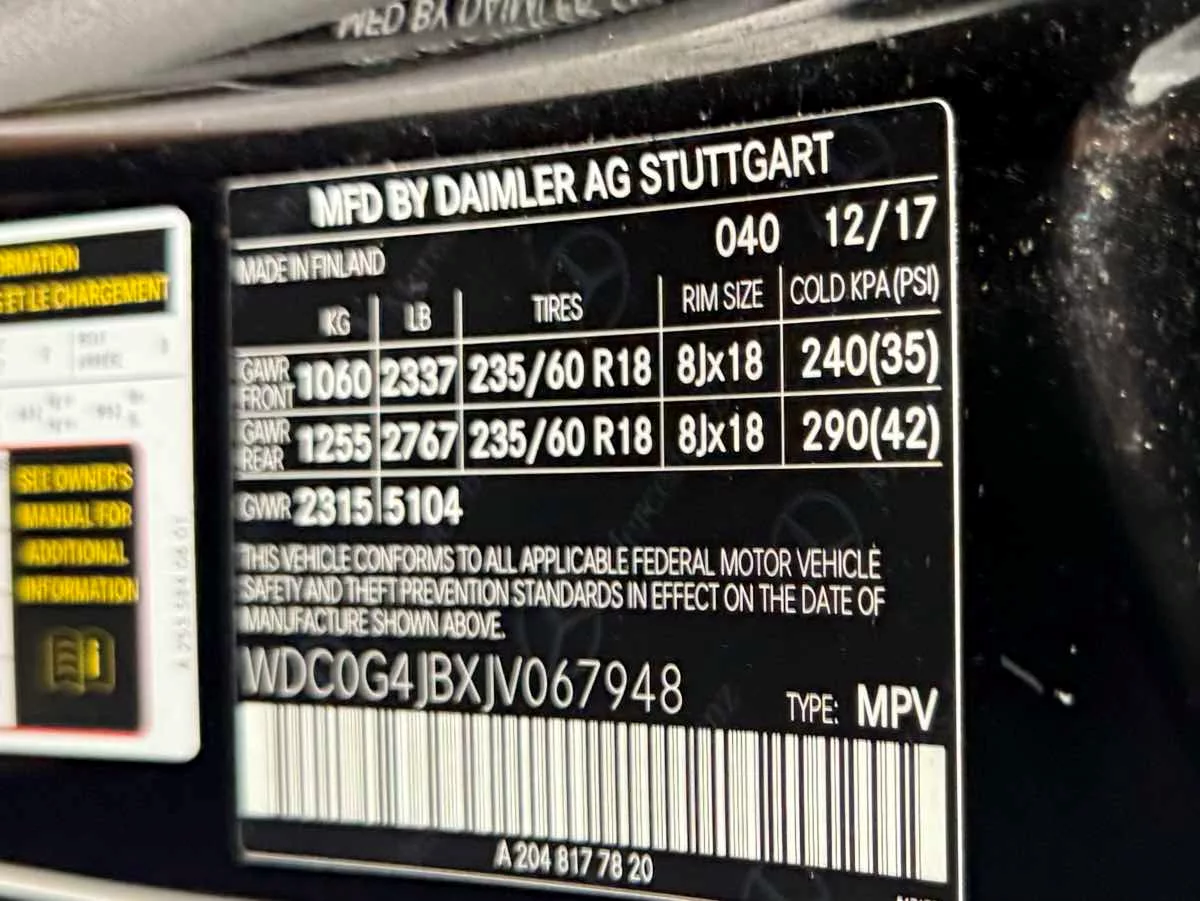 MFD BY DAIMLER AG STUTTGART
040 12/17
MADE IN FINLAND
KG LB TIRES RIM SIZE COLD KPA (PSI)
GAWR FRONT 1060 2337 235/60 R18 8Jx18 240(35)
GAWR REAR 1255 2767 235/60 R18 8Jx18 290(42)
GVWR 2315 5104
THIS VEHICLE CONFORMS TO ALL APPLICABLE FEDERAL MOTOR VEHICLE
SAFETY AND THEFT PREVENTION STANDARDS IN EFFECT ON THE DATE OF
MANUFACTURE SHOWN ABOVE.
WDC0G4JBXJV067948
TYPE: MPV
A 204 817 78 20
ET LE CHARGEMENT
SEE OWNER'S
MANUAL FOR
ADDITIONAL
INFORMATION